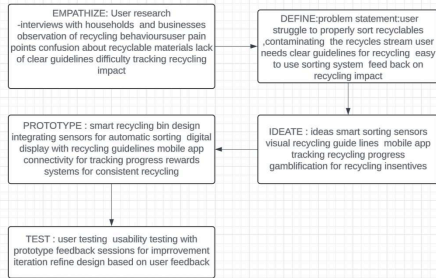 EMPATHIZE: User research
-interviews with households and businesses
observation of recycling behavioursuser pain
points confusion about recyclable materials lack
of clear guidelines difficulty tracking recycling
impact
DEFINE:problem statement:user
struggle to properly sort recyclables
,contaminating the recycles stream user
needs clear guidelines for recycling easy
to use sorting system feed back on
recycling impact
PROTOTYPE : smart recycling bin design
integrating sensors for automatic sorting digital
display with recycling guidelines mobile app
connectivity for tracking progress rewards
systems for consistent recycling
IDEATE : ideas smart sorting sensors
visual recycling guide lines mobile app
tracking recycling progress
gamblification for recycling insentives
TEST : user testing usability testing with
prototype feedback sessions for imprrovement
iteration refine design based on user feedback